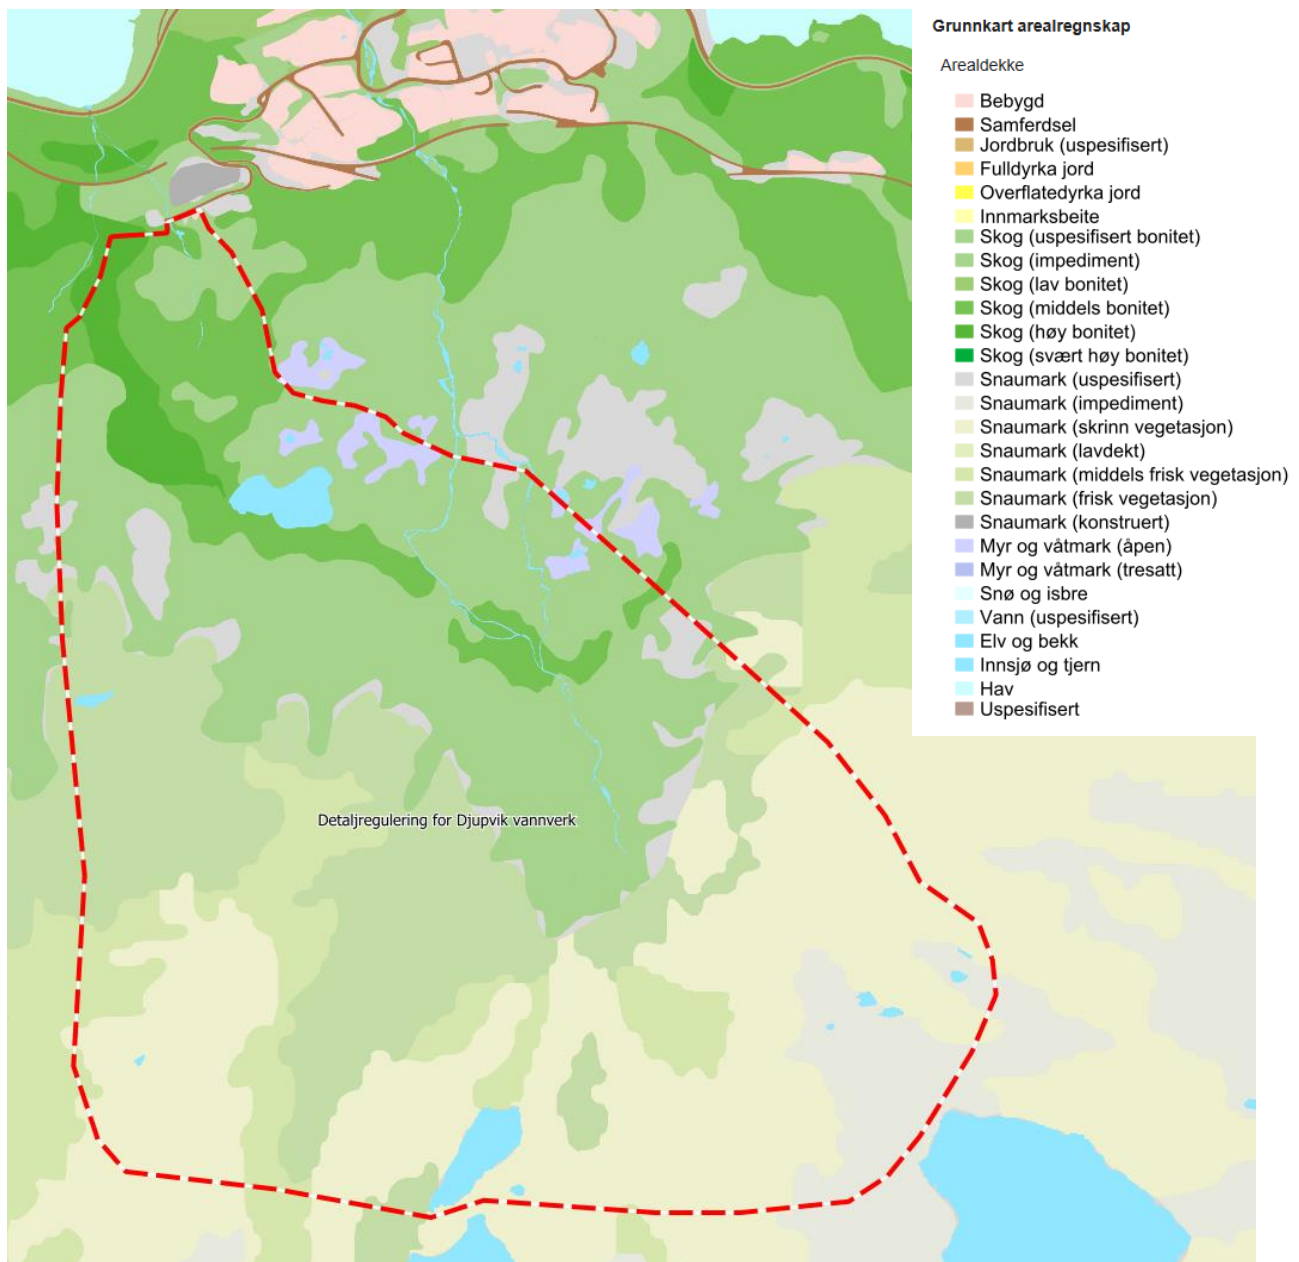 Grunnkart arealregnskap
Arealdekke
Bebygd
Samferdsel
Jordbruk (uspesifisert)
Fulldyrka jord
Overflatedyrka jord
Innmarksbeite
Skog (uspesifisert bonitet)
Skog (impediment)
Skog (lav bonitet)
Skog (middels bonitet)
Skog (høy bonitet)
Skog (svært høy bonitet)
Snaumark (uspesifisert)
Snaumark (impediment)
Snaumark (skrinn vegetasjon)
Snaumark (lavdekt)
Snaumark (middels frisk vegetasjon)
Snaumark (frisk vegetasjon)
Snaumark (konstruert)
Myr og våtmark (åpen)
Myr og våtmark (tresatt)
Snø og isbre
Vann (uspesifisert)
Elv og bekk
Innsjø og tjern
Hav
Uspesifisert
Detaljregulering for Djupvik vannverk